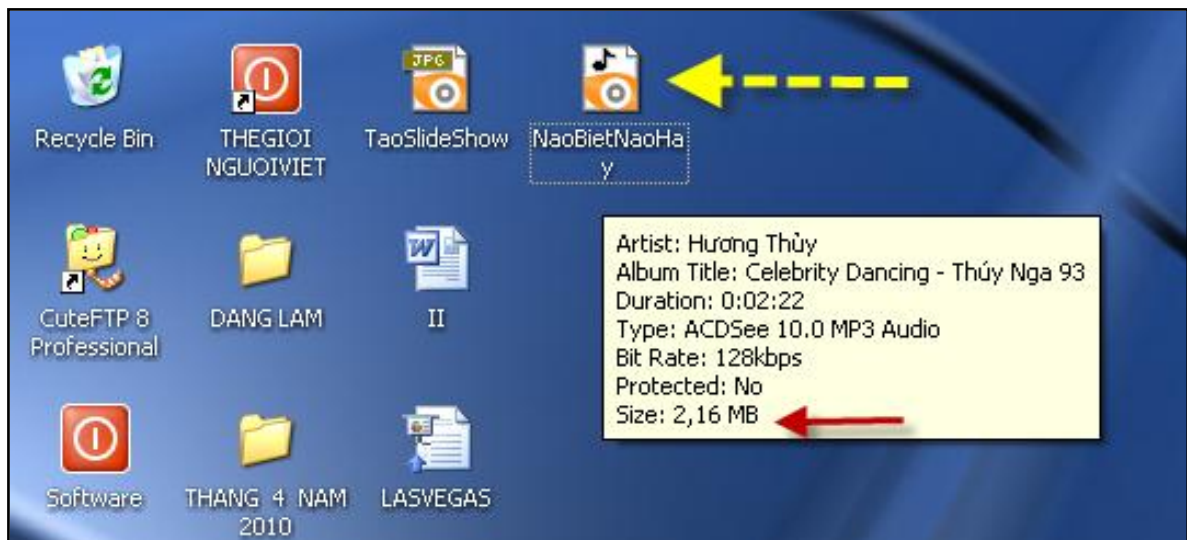 JPG
Recycle Bin
THEGIOI
NGUOIVIET
TaoSlideShow
NaoBietNaoHa
y
Artist: Hương Thủy
Album Title: Celebrity Dancing - Thúy Nga 93
Duration: 0:02:22
Type: ACDSee 10.0 MP3 Audio
Bit Rate: 128kbps
Protected: No
Size: 2,16 MB
W
CuteFTP 8
Professional
DANG LAM
II
Software
THANG 4 NAM
2010
LASVEGAS